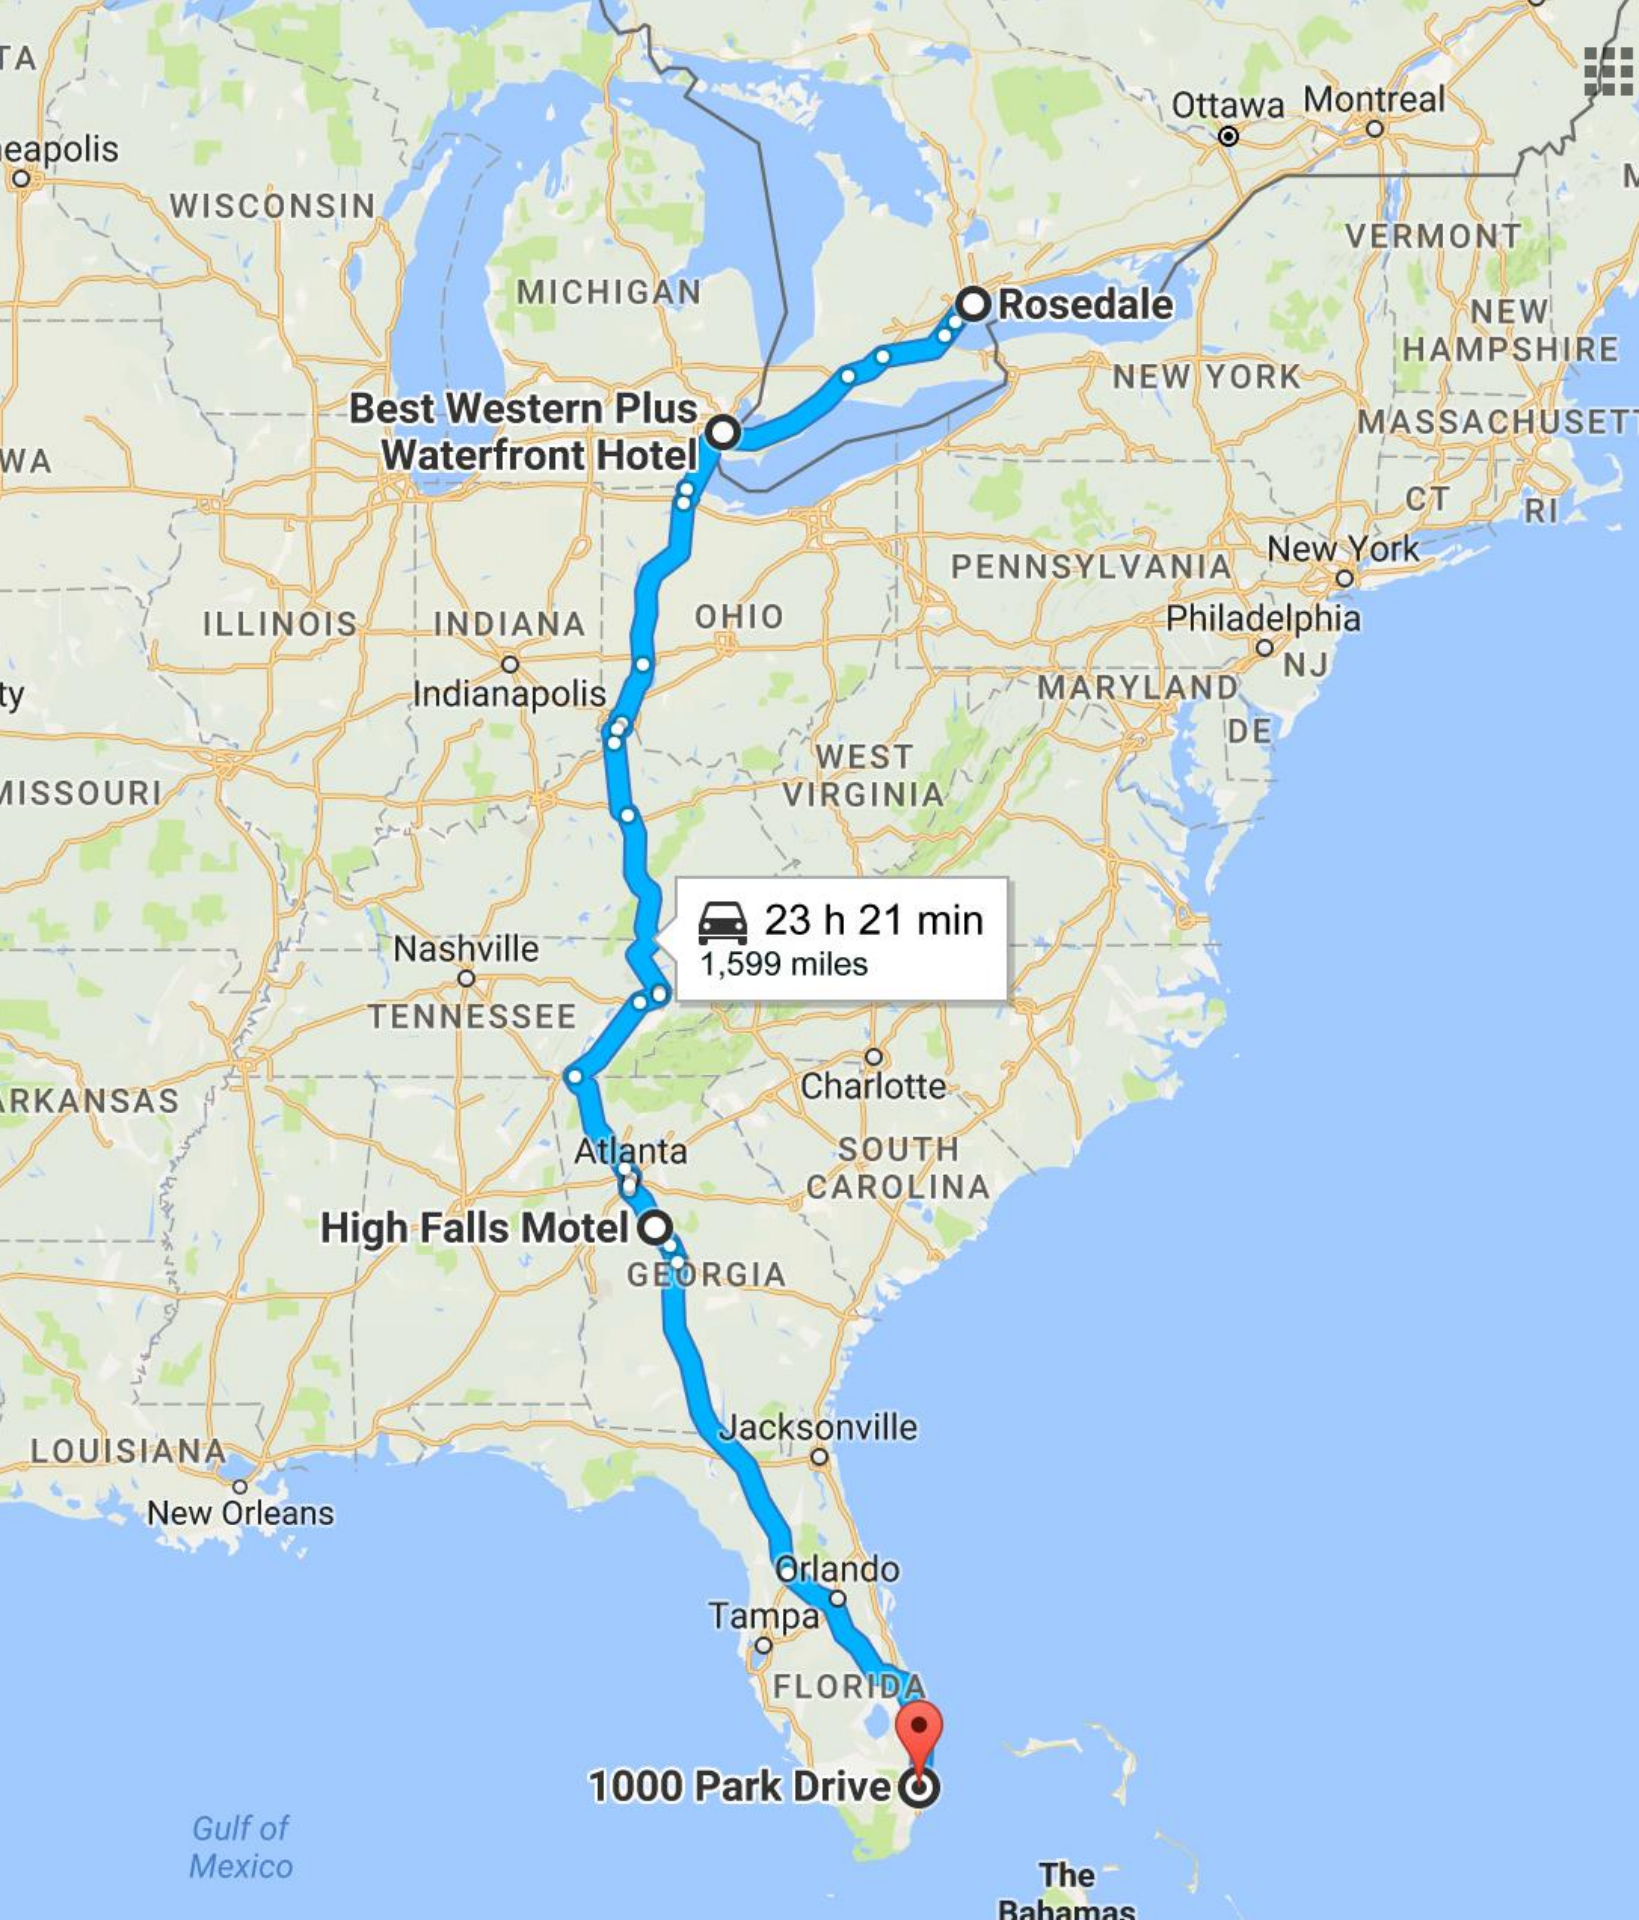 TA
Ottawa
Montreal
eapolis
WISCONSIN
VERMONT
MICHIGAN
Rosedale
NEW
HAMPSHIRE
NEW YORK
Best Western Plus
Waterfront Hotel
MASSACHUSETT
WA
CT
RI
New York
PENNSYLVANIA
ILLINOIS
INDIANA
OHIO
Philadelphia
NJ
Indianapolis
ty
MARYLAND
DE
WEST
VIRGINIA
MISSOURI
23 h 21 min
1,599 miles
Nashville
TENNESSEE
Charlotte
ARKANSAS
Atlanta
SOUTH
CAROLINA
High Falls Motel
GEORGIA
Jacksonville
LOUISIANA
New Orleans
Orlando
Tampa
FLORIDA
1000 Park Drive
Gulf of
Mexico
The
Bahamas